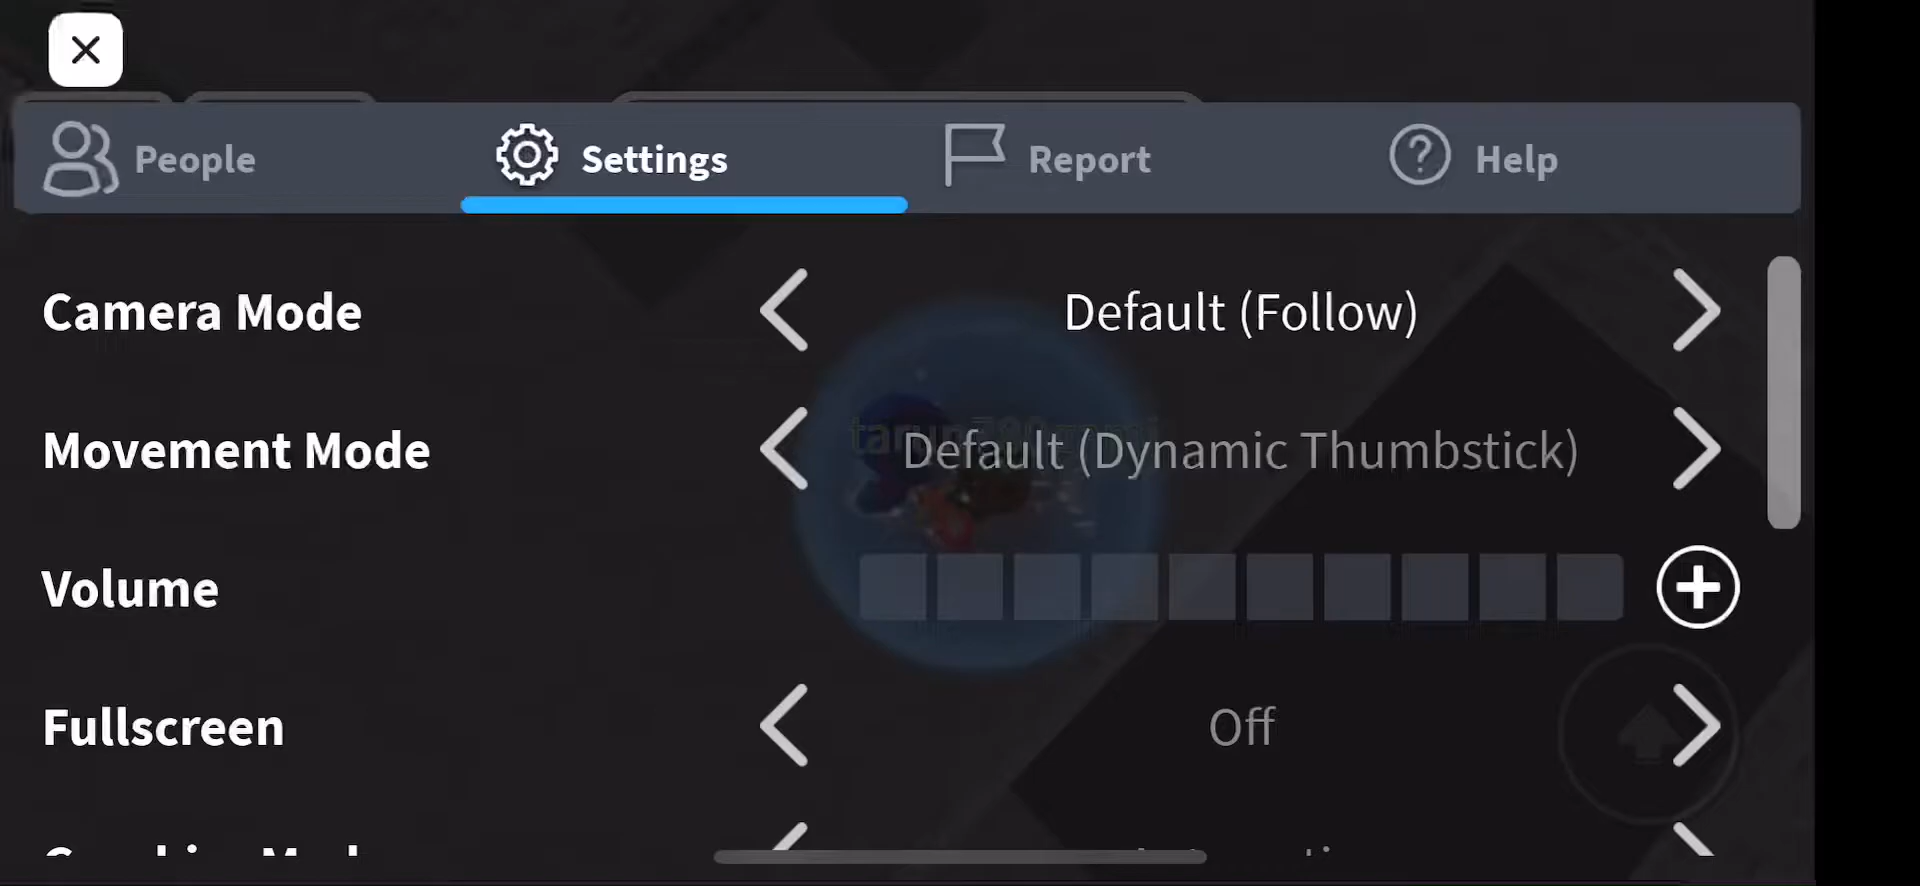 People Settings Report Help
Camera Mode Default (Follow)
Movement Mode Default (Dynamic Thumbstick)
Volume
Fullscreen Off